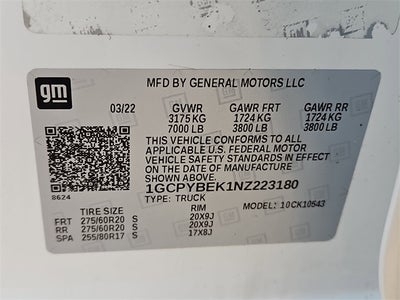 gm
MFD BY GENERAL MOTORS LLC
03/22 GVWR GAWR FRT GAWR RR
3175 KG 1724 KG 1724 KG
7000 LB 3800 LB 3800 LB
THIS VEHICLE CONFORMS TO ALL
APPLICABLE U.S. FEDERAL MOTOR
VEHICLE SAFETY STANDARDS IN EFFECT
ON THE DATE OF MANUFACTURE
SHOWN ABOVE.
1GCPYBEK1NZ223180
8624 TYPE: TRUCK MODEL: 10CK10543
TIRE SIZE RIM
FRT 275/60R20 S 20X9J
RR 275/60R20 S 20X9J
SPA 255/80R17 S 17X8J